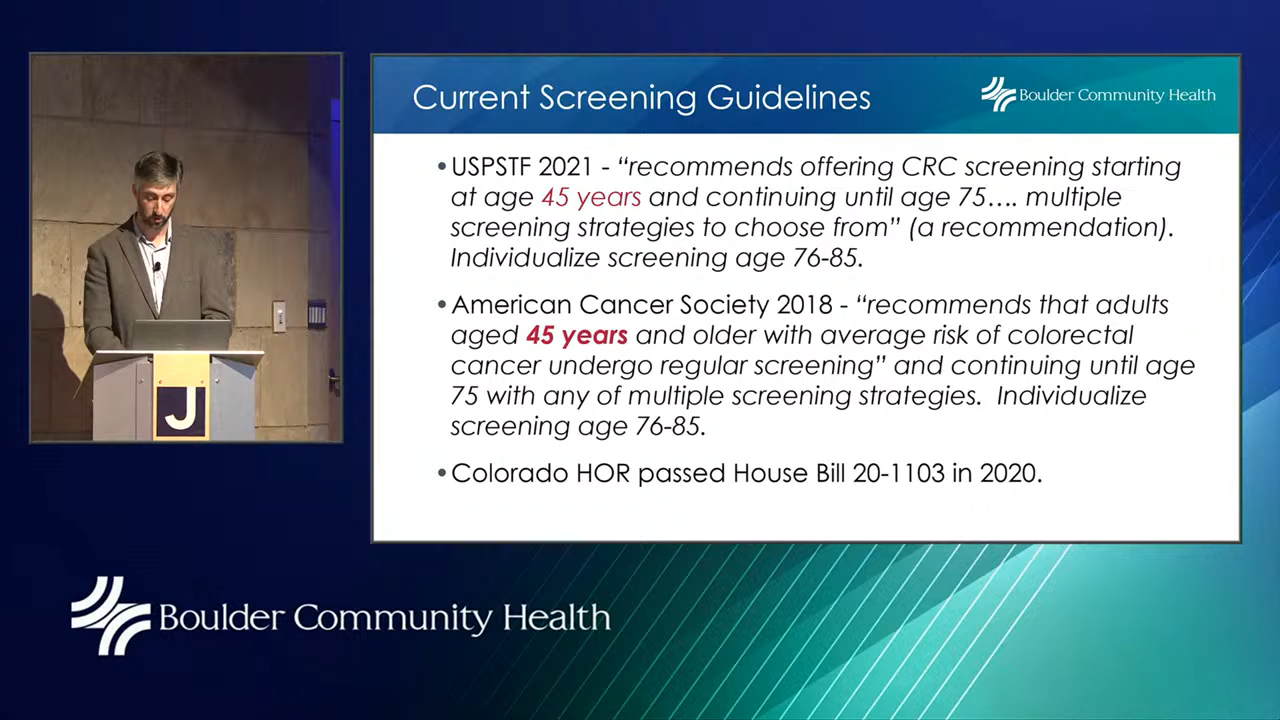 Current Screening Guidelines
Boulder Community Health
•USPSTF 2021 - “recommends offering CRC screening starting
at age 45 years and continuing until age 75…. multiple
screening strategies to choose from” (a recommendation).
Individualize screening age 76-85.
•American Cancer Society 2018 - “recommends that adults
aged 45 years and older with average risk of colorectal
cancer undergo regular screening” and continuing until age
75 with any of multiple screening strategies. Individualize
screening age 76-85.
•Colorado HOR passed House Bill 20-1103 in 2020.
J
Boulder Community Health